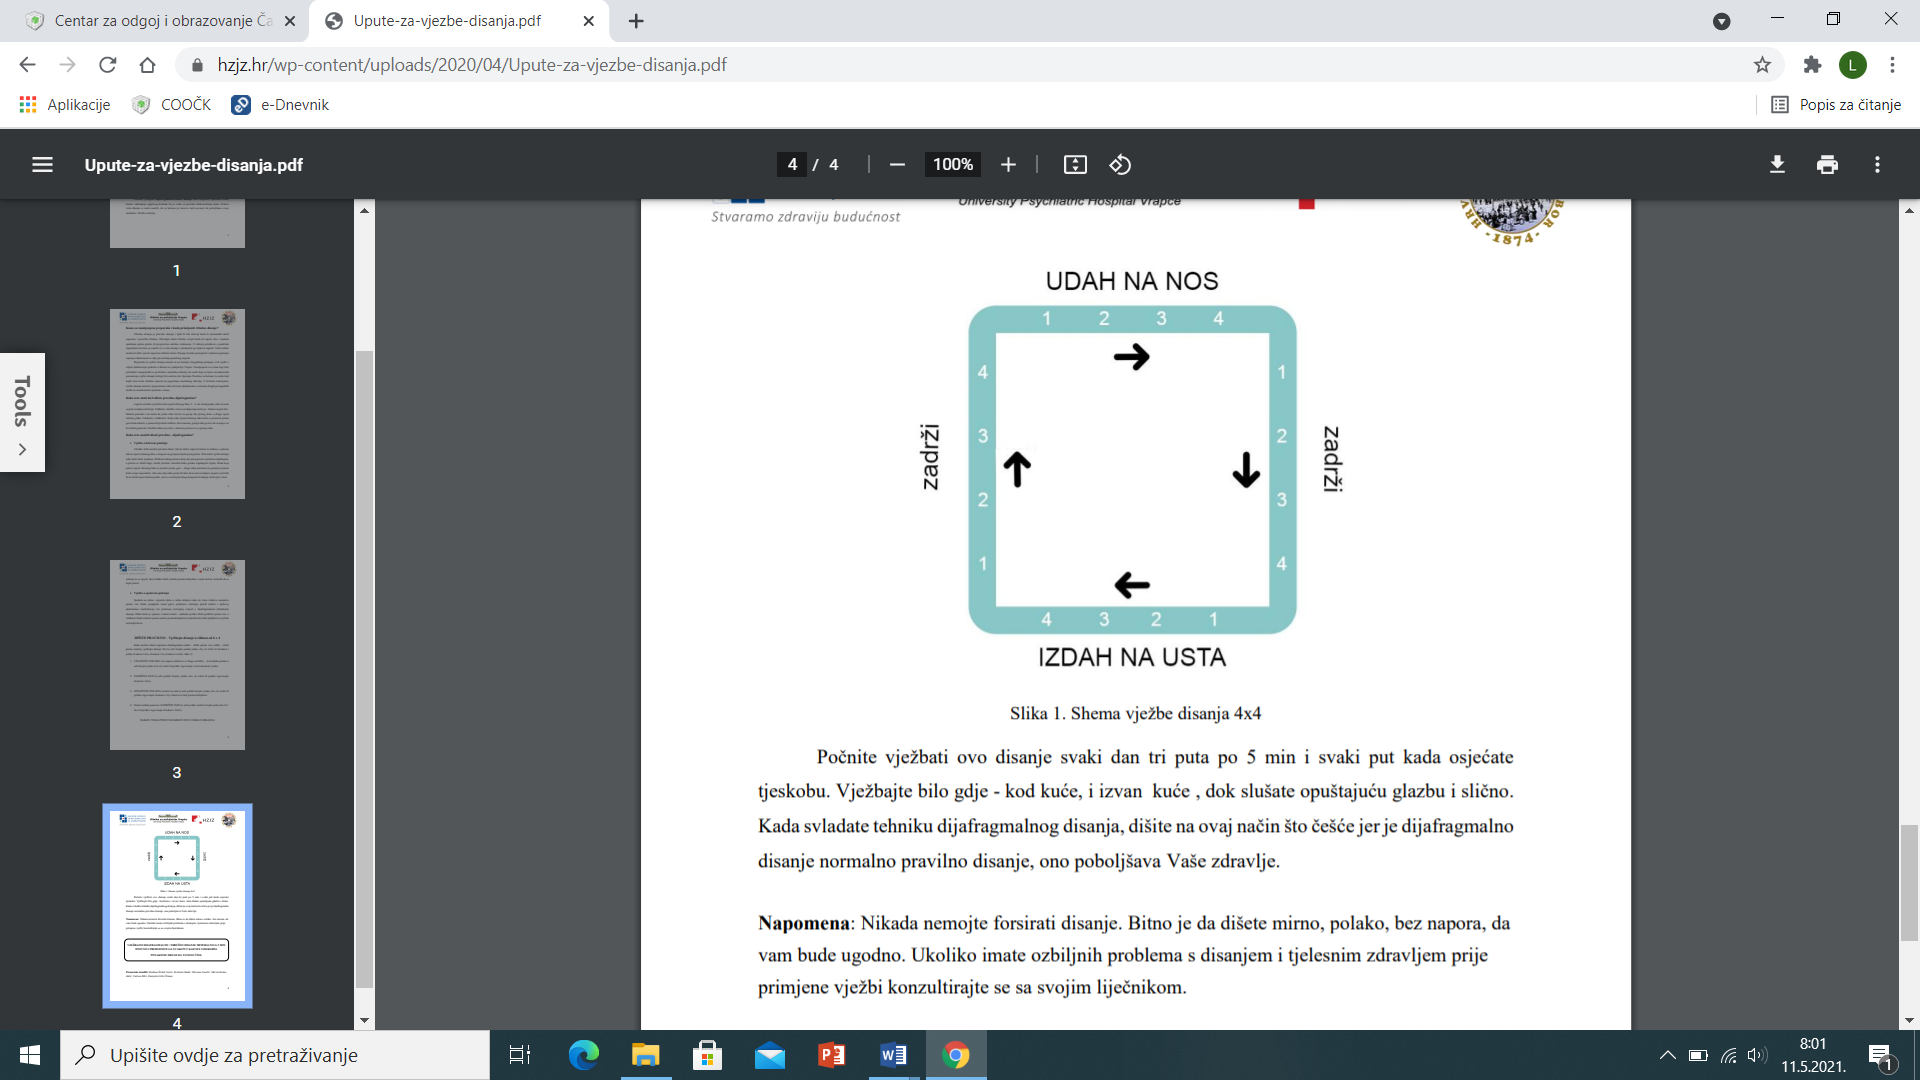 Centar za odgoj i obrazovanje Ča
Upute-za-vjezbe-disanja.pdf
hzjz.hr/wp-content/uploads/2020/04/Upute-za-vjezbe-disanja.pdf
L
Aplikacije
COOČK
e-Dnevnik
Popis za čitanje
Upute-za-vjezbe-disanja.pdf
4 / 4
100%
Tools
1
2
3
4
Stvaramo zdraviju budućnost
University Psychiatric Hospital Vrapče
1874
UDAH NA NOS
1 2 3 4
zadrži
4
3
2
1
1
2
3
4
zadrži
4 3 2 1
IZDAH NA USTA
Slika 1. Shema vježbe disanja 4x4
Počnite vježbati ovo disanje svaki dan tri puta po 5 min i svaki put kada osjećate
tjeskobu. Vježbajte bilo gdje - kod kuće, i izvan kuće , dok slušate opuštajuću glazbu i slično.
Kada svladate tehniku dijafragmalnog disanja, dišite na ovaj način što češće jer je dijafragmalno
disanje normalno pravilno disanje, ono poboljšava Vaše zdravlje.
Napomena: Nikada nemojte forsirati disanje. Bitno je da dišete mirno, polako, bez napora, da
vam bude ugodno. Ukoliko imate ozbiljnih problema s disanjem i tjelesnim zdravljem prije
primjene vježbi konzultirajte se sa svojim liječnikom.
Upišite ovdje za pretraživanje
8:01
11.5.2021.
1